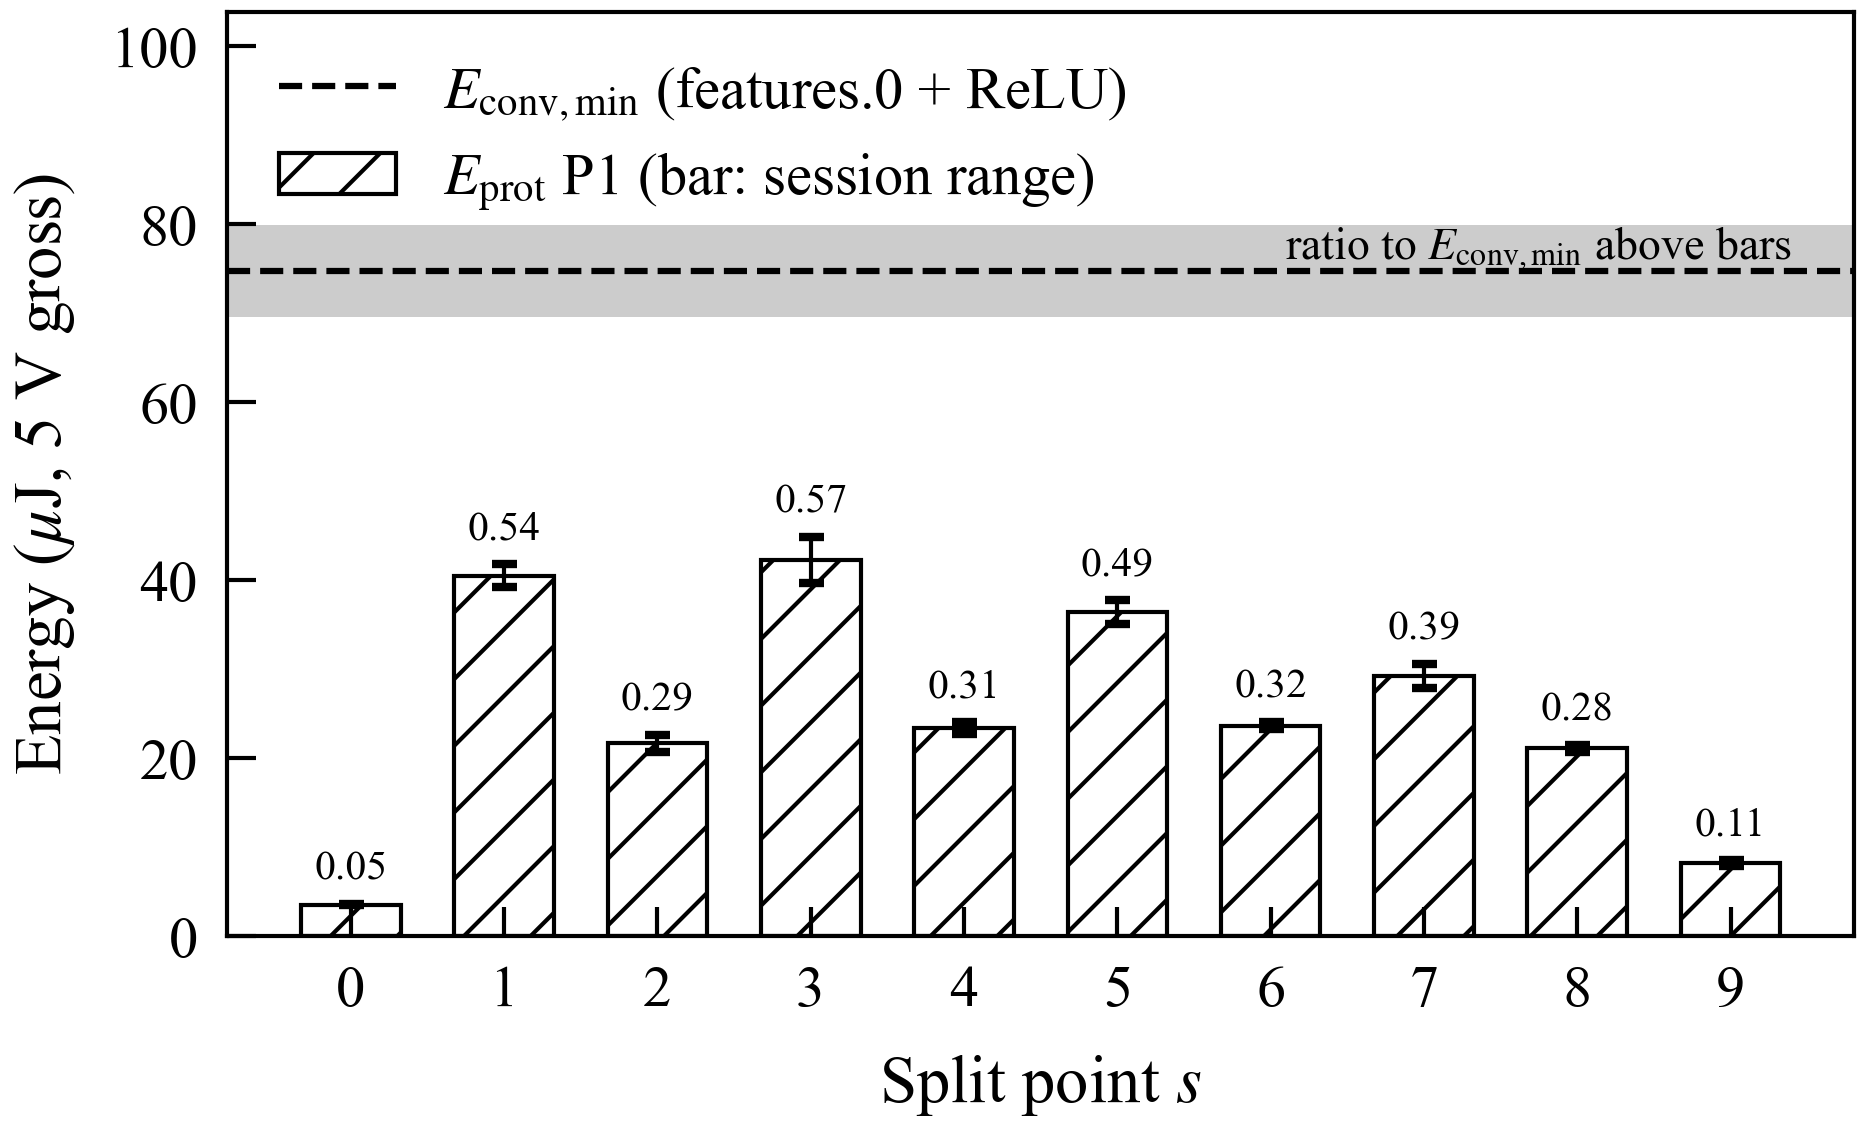 100
80
60
40
20
0
Energy (μJ, 5 V gross)
E_conv, min (features.0 + ReLU)
E_prot P1 (bar: session range)
ratio to E_conv, min above bars
0.05
0.54
0.29
0.57
0.31
0.49
0.32
0.39
0.28
0.11
0 1 2 3 4 5 6 7 8 9
Split point s